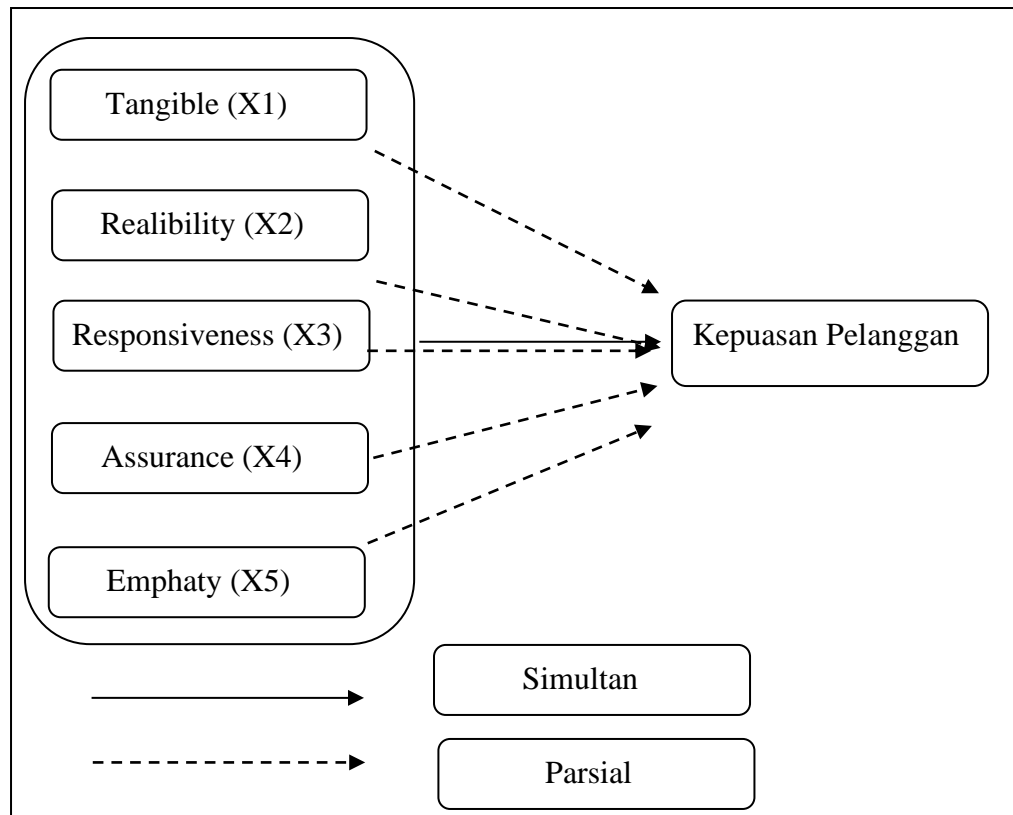 Tangible (X1)
Realibility (X2)
Responsiveness (X3)
Kepuasan Pelanggan
Assurance (X4)
Emphaty (X5)
Simultan
Parsial